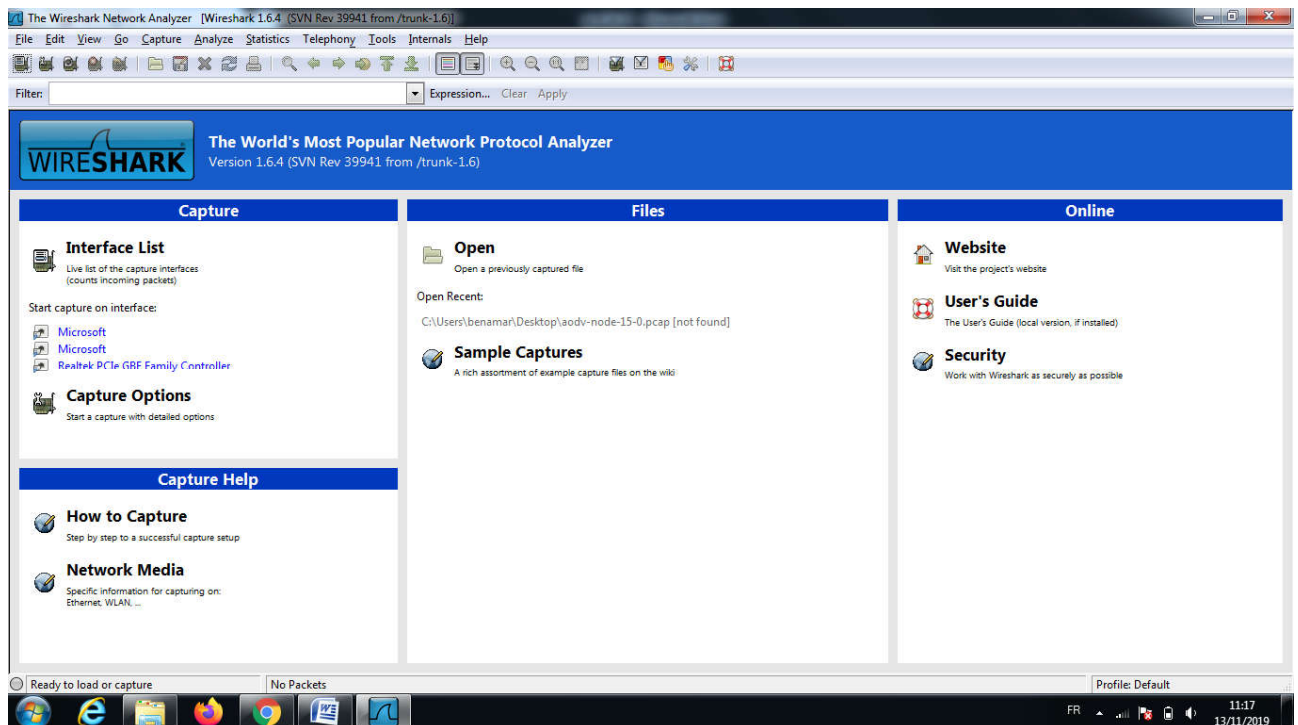 The Wireshark Network Analyzer [Wireshark 1.6.4 (SVN Rev 39941 from /trunk-1.6)]
File Edit View Go Capture Analyze Statistics Telephony Tools Internals Help
Filter:
Expression... Clear Apply
WIRESHARK
The World's Most Popular Network Protocol Analyzer
Version 1.6.4 (SVN Rev 39941 from /trunk-1.6)
Capture
Interface List
Live list of the capture interfaces
(counts incoming packets)
Start capture on interface:
Microsoft
Microsoft
Realtek PCIe GBE Family Controller
Capture Options
Start a capture with detailed options
Capture Help
How to Capture
Step by step to a successful capture setup
Network Media
Specific information for capturing on:
Ethernet, WLAN, ...
Files
Open
Open a previously captured file
Open Recent:
C:\Users\benamar\Desktop\aodv-node-15-0.pcap [not found]
Sample Captures
A rich assortment of example capture files on the wiki
Online
Website
Visit the project's website
User's Guide
The User's Guide (local version, if installed)
Security
Work with Wireshark as securely as possible
Ready to load or capture
No Packets
Profile: Default
FR
11:17
13/11/2019